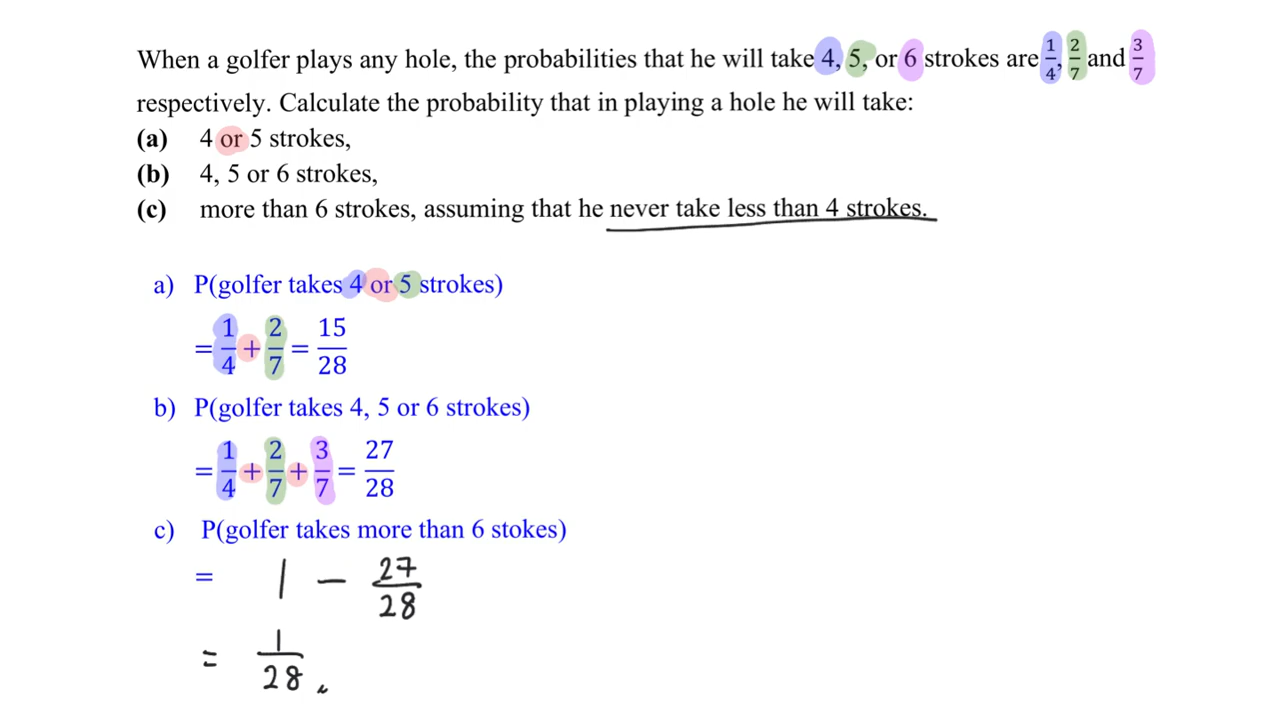 When a golfer plays any hole, the probabilities that he will take 4, 5, or 6 strokes are 1/4, 2/7 and 3/7
respectively. Calculate the probability that in playing a hole he will take:
(a) 4 or 5 strokes,
(b) 4, 5 or 6 strokes,
(c) more than 6 strokes, assuming that he never take less than 4 strokes.
a) P(golfer takes 4 or 5 strokes)
= 1/4 + 2/7 = 15/28
b) P(golfer takes 4, 5 or 6 strokes)
= 1/4 + 2/7 + 3/7 = 27/28
c) P(golfer takes more than 6 stokes)
= 1 − 27/28
= 1/28